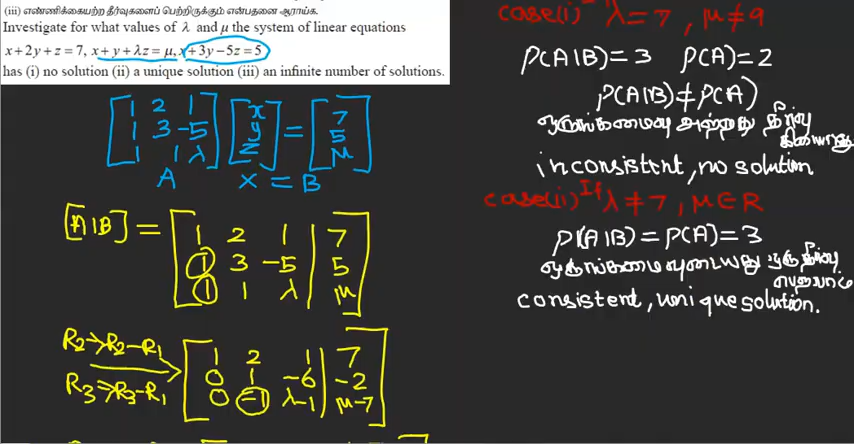 (iii) எண்ணிக்கையற்ற தீர்வுகளைப் பெற்றிருக்கும் என்பதனை ஆராய்க.
Investigate for what values of λ and μ the system of linear equations
x+2y+z=7, x+y+λz=μ, x+3y−5z=5
has (i) no solution (ii) a unique solution (iii) an infinite number of solutions.
[1 2 1] [x] = [7]
[1 3 −5] [y] [5]
[1 1 λ] [z] [μ]
A X = B
[A|B] = [1 2 1 | 7]
[1 3 −5 | 5]
[1 1 λ | μ]
R2→R2−R1
R3⇒R3−R1
[1 2 1 | 7]
[0 1 −6 | −2]
[0 −1 λ−1 | μ−7]
case(i) λ=7, μ≠9
ρ(A|B)=3 ρ(A)=2
ρ(A|B)≠ρ(A)
ஒருங்கமைவு அற்றது தீர்வு
கிடையாது
inconsistent, no solution
case(ii) If λ≠7, μ∈R
ρ(A|B)=ρ(A)=3
ஒருங்கமைவுடையது ஒரு தீர்வு
consistent, unique solution.